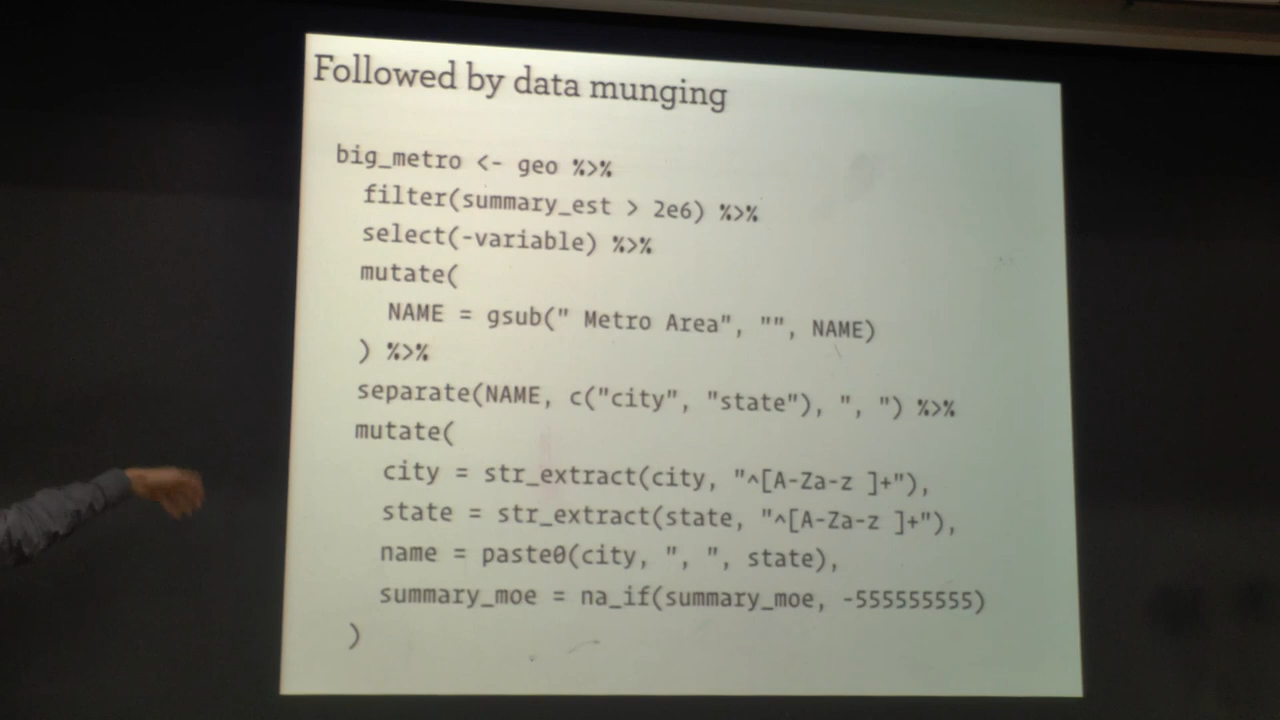 Followed by data munging
big_metro <- geo %>%
filter(summary_est > 2e6) %>%
select(-variable) %>%
mutate(
NAME = gsub(" Metro Area", "", NAME)
) %>%
separate(NAME, c("city", "state"), ", ") %>%
mutate(
city = str_extract(city, "^[A-Za-z ]+"),
state = str_extract(state, "^[A-Za-z ]+"),
name = paste0(city, ", ", state),
summary_moe = na_if(summary_moe, -555555555)
)